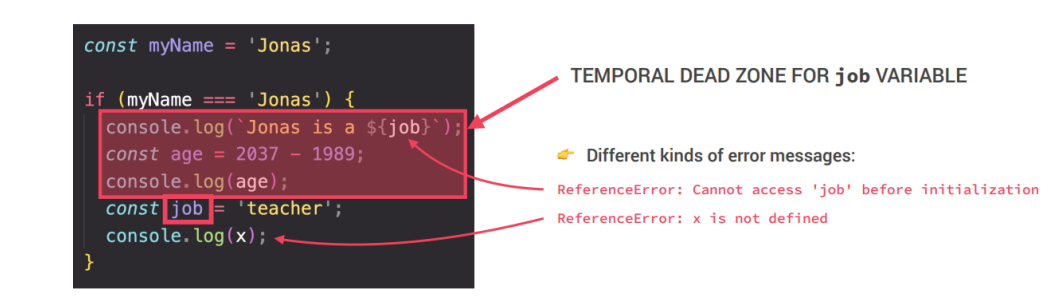 const myName = 'Jonas';
if (myName === 'Jonas') {
console.log(`Jonas is a ${job}`);
const age = 2037 - 1989;
console.log(age);
const job = 'teacher';
console.log(x);
}
TEMPORAL DEAD ZONE FOR job VARIABLE
👉 Different kinds of error messages:
ReferenceError: Cannot access 'job' before initialization
ReferenceError: x is not defined